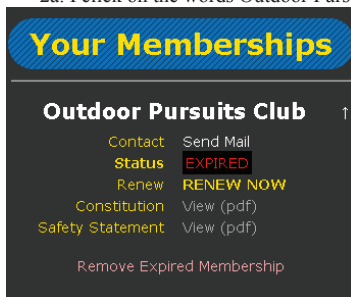 Your Memberships
Outdoor Pursuits Club ↑
Contact Send Mail
Status EXPIRED
Renew RENEW NOW
Constitution View (pdf)
Safety Statement View (pdf)
Remove Expired Membership